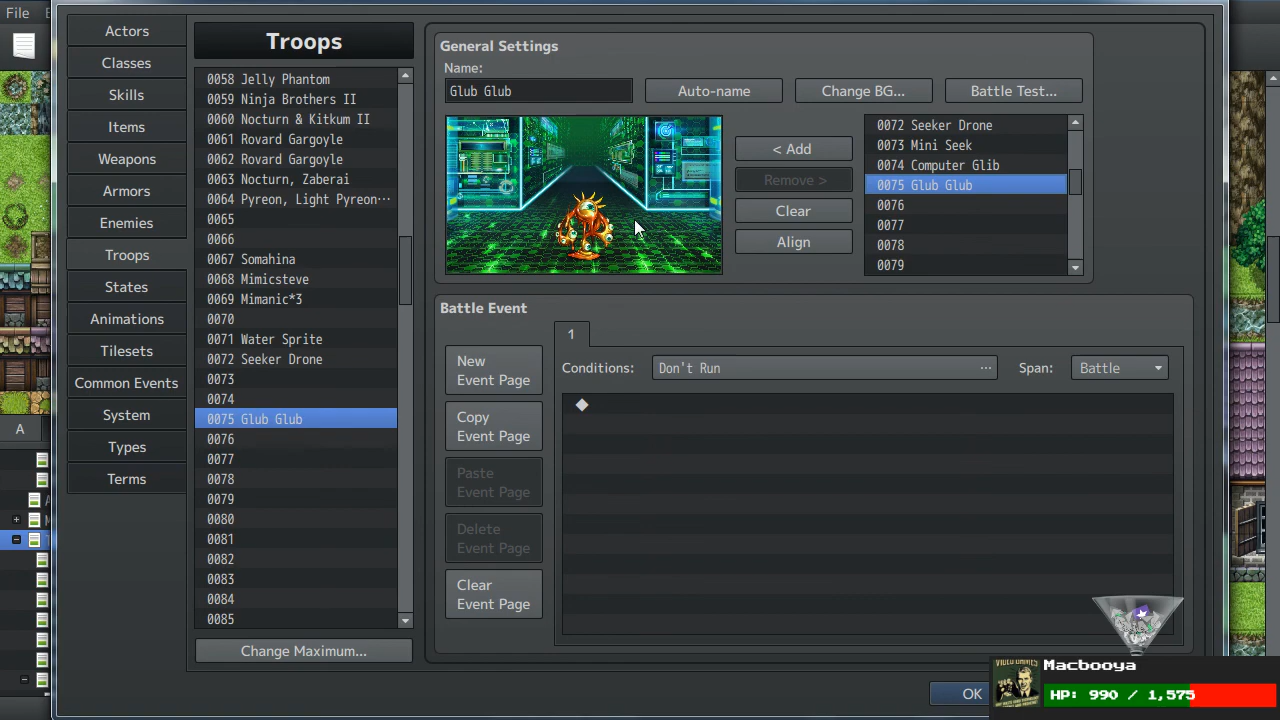 File
Actors
Classes
Skills
Items
Weapons
Armors
Enemies
Troops
States
Animations
Tilesets
Common Events
System
Types
Terms
A
Troops
0058 Jelly Phantom
0059 Ninja Brothers II
0060 Nocturn & Kitkum II
0061 Rovard Gargoyle
0062 Rovard Gargoyle
0063 Nocturn, Zaberai
0064 Pyreon, Light Pyreon…
0065
0066
0067 Somahina
0068 Mimicsteve
0069 Mimanic*3
0070
0071 Water Sprite
0072 Seeker Drone
0073
0074
0075 Glub Glub
0076
0077
0078
0079
0080
0081
0082
0083
0084
0085
Change Maximum...
General Settings
Name:
Glub Glub
Auto-name
Change BG...
Battle Test...
< Add
Remove >
Clear
Align
0072 Seeker Drone
0073 Mini Seek
0074 Computer Glib
0075 Glub Glub
0076
0077
0078
0079
Battle Event
1
New
Event Page
Copy
Event Page
Paste
Event Page
Delete
Event Page
Clear
Event Page
Conditions:
Don't Run
...
Span:
Battle
OK
Macbooya
HP: 990 / 1,575